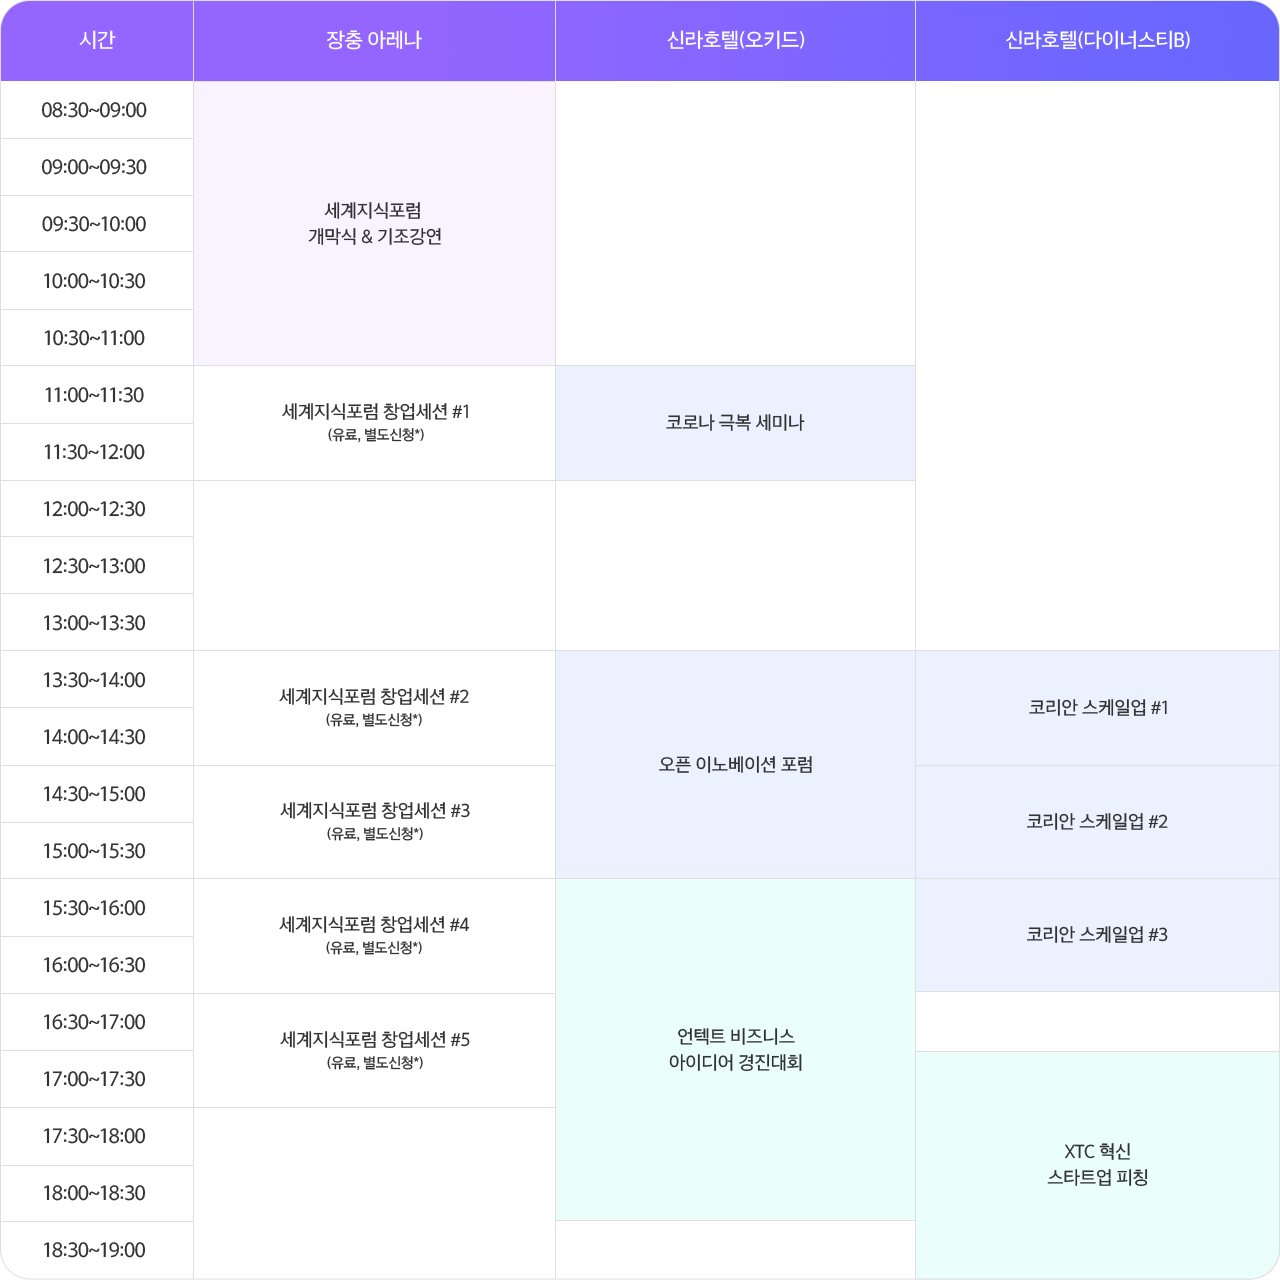 시간
장충 아레나
신라호텔(오키드)
신라호텔(다이너스티B)
08:30~09:00
09:00~09:30
09:30~10:00
10:00~10:30
10:30~11:00
11:00~11:30
11:30~12:00
12:00~12:30
12:30~13:00
13:00~13:30
13:30~14:00
14:00~14:30
14:30~15:00
15:00~15:30
15:30~16:00
16:00~16:30
16:30~17:00
17:00~17:30
17:30~18:00
18:00~18:30
18:30~19:00
세계지식포럼
개막식 & 기조강연
세계지식포럼 창업세션 #1
(유료, 별도신청*)
세계지식포럼 창업세션 #2
(유료, 별도신청*)
세계지식포럼 창업세션 #3
(유료, 별도신청*)
세계지식포럼 창업세션 #4
(유료, 별도신청*)
세계지식포럼 창업세션 #5
(유료, 별도신청*)
코로나 극복 세미나
오픈 이노베이션 포럼
언텍트 비즈니스
아이디어 경진대회
코리안 스케일업 #1
코리안 스케일업 #2
코리안 스케일업 #3
XTC 혁신
스타트업 피칭